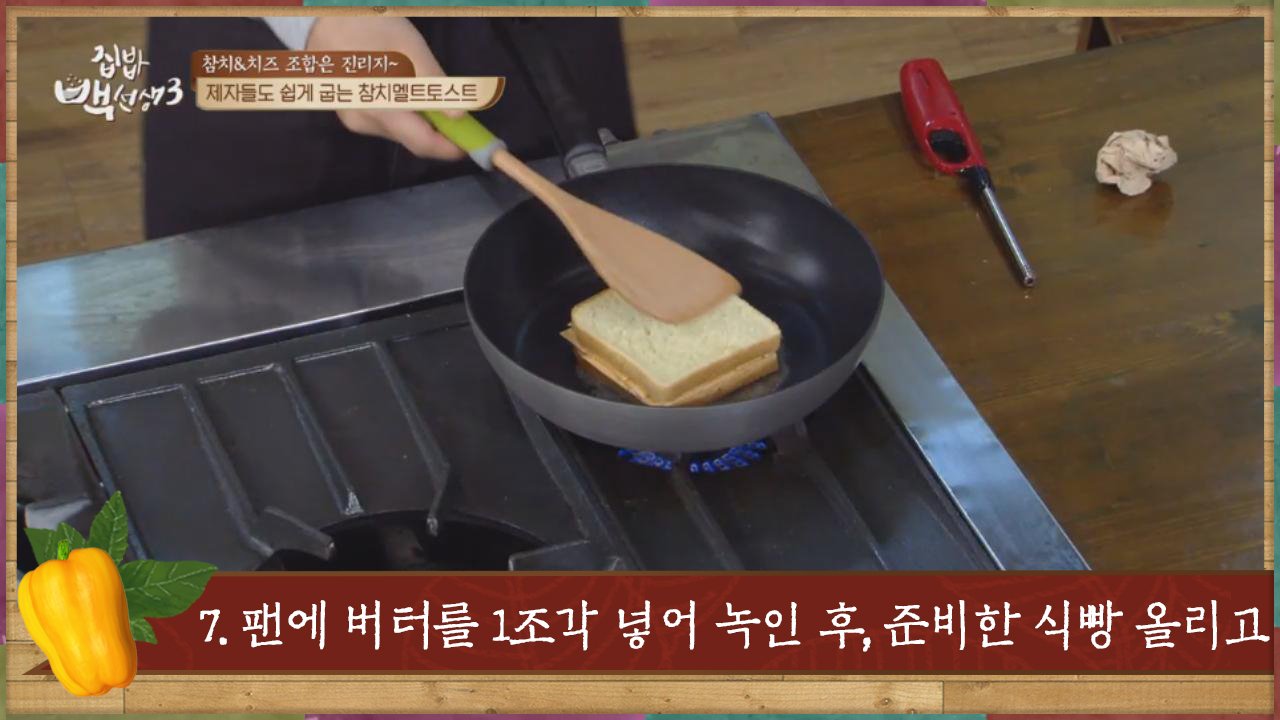 집밥
백선생3
참치&치즈 조합은 진리지~
제자들도 쉽게 굽는 참치멜트토스트
7. 팬에 버터를 1조각 넣어 녹인 후, 준비한 식빵 올리고